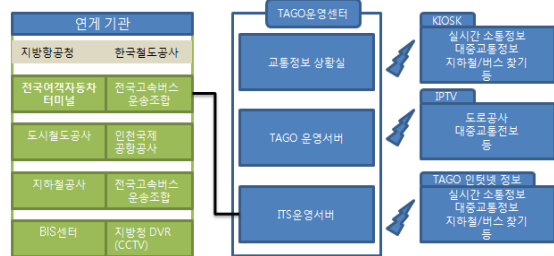 연게 기관
지방항공청 한국철도공사
전국여객자동차
터미널
전국고속버스
운송조합
도시철도공사
인천국제
공항공사
지하철공사
전국고속버스
운송조합
BIS센터
지방청 DVR
(CCTV)
TAGO운영센터
교통정보 상황실
TAGO 운영서버
ITS운영서버
KIOSK
실시간 소통정보
대중교통정보
지하철/버스 찾기
등
IPTV
도로공사
대중교통전보
등
TAGO 인텃넷 정보
실시간 소통정보
대중교통정보
지하철/버스 찾기
등